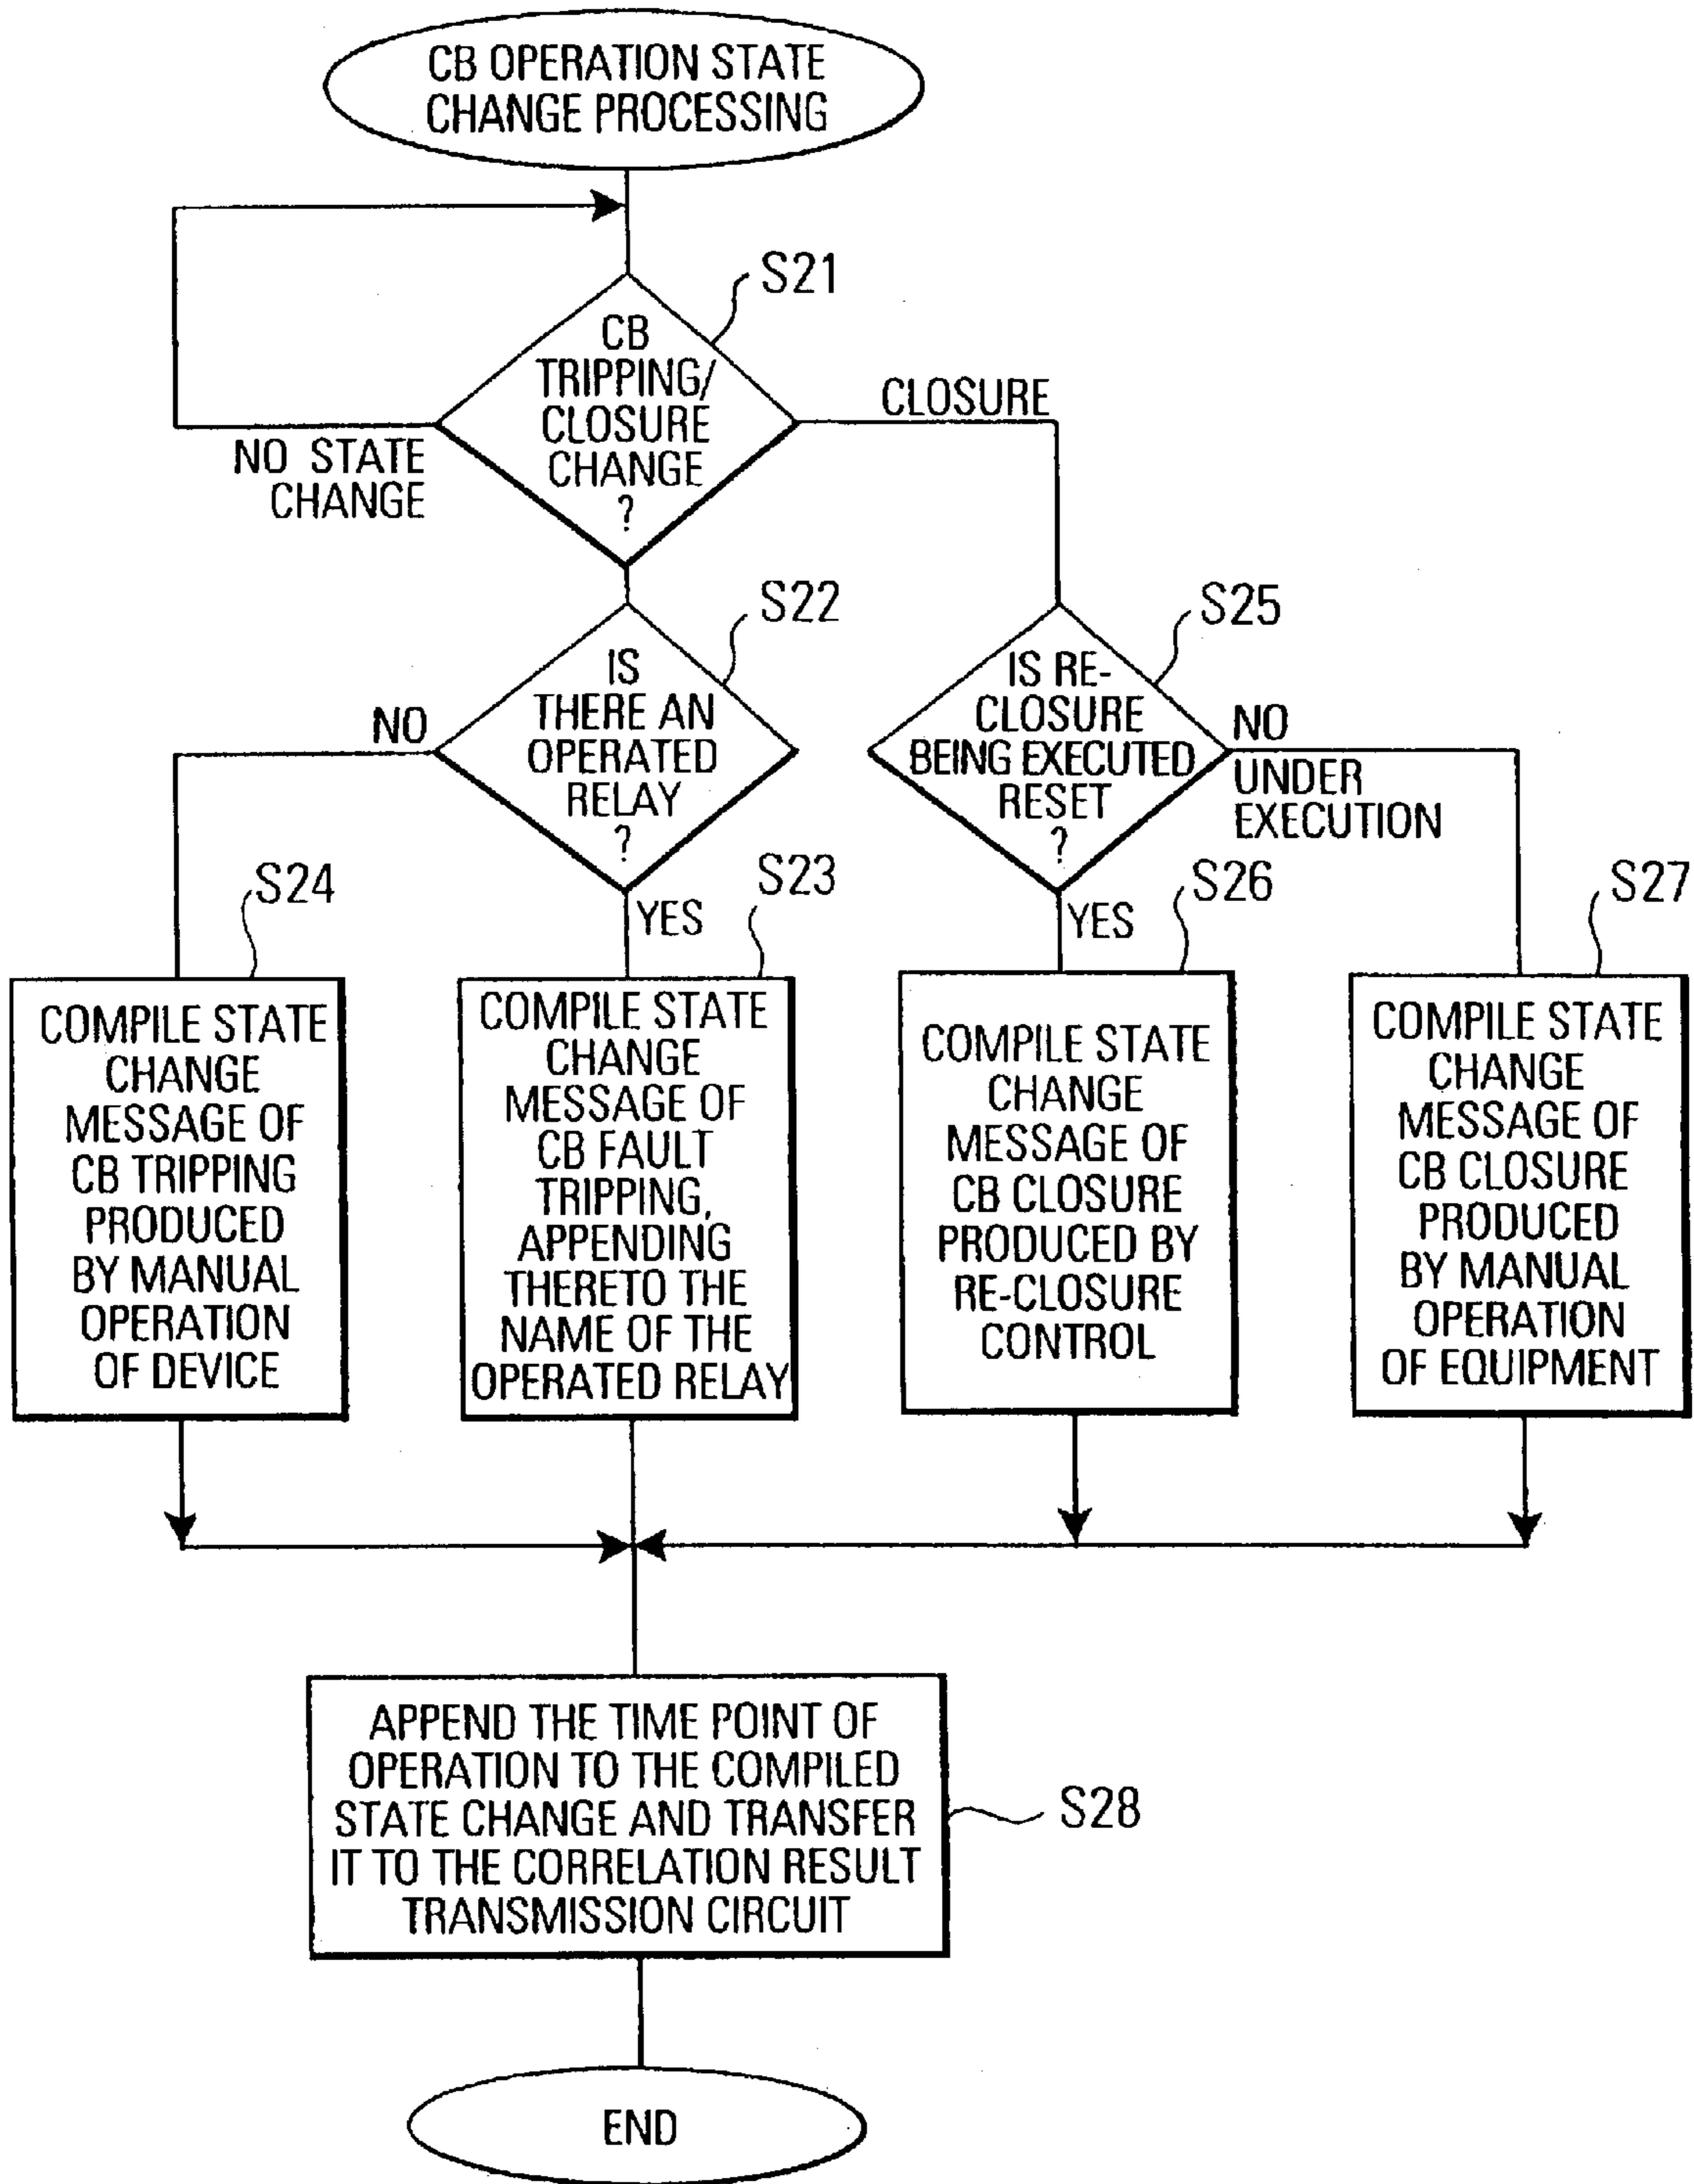 CB OPERATION STATE
CHANGE PROCESSING
S21
CB
TRIPPING/
CLOSURE
CHANGE
?
CLOSURE
NO STATE
CHANGE
S22
IS
THERE AN
OPERATED
RELAY
?
NO
YES
S25
IS RE-
CLOSURE
BEING EXECUTED
RESET
?
NO
UNDER
EXECUTION
YES
S24
COMPILE STATE
CHANGE
MESSAGE OF
CB TRIPPING
PRODUCED
BY MANUAL
OPERATION
OF DEVICE
S23
COMPILE STATE
CHANGE
MESSAGE OF
CB FAULT
TRIPPING,
APPENDING
THERETO THE
NAME OF THE
OPERATED RELAY
S26
COMPILE STATE
CHANGE
MESSAGE OF
CB CLOSURE
PRODUCED BY
RE-CLOSURE
CONTROL
S27
COMPILE STATE
CHANGE
MESSAGE OF
CB CLOSURE
PRODUCED
BY MANUAL
OPERATION
OF EQUIPMENT
APPEND THE TIME POINT OF
OPERATION TO THE COMPILED
STATE CHANGE AND TRANSFER
IT TO THE CORRELATION RESULT
TRANSMISSION CIRCUIT
S28
END